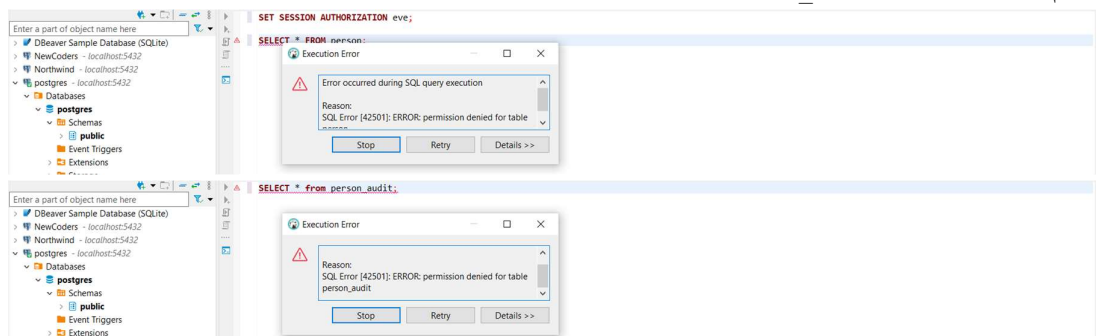 SET SESSION AUTHORIZATION eve;
Enter a part of object name here
DBeaver Sample Database (SQLite)
SELECT * FROM person;
NewCoders - localhost:5432
Execution Error
Northwind - localhost:5432
postgres - localhost:5432
Error occurred during SQL query execution
Databases
postgres
Reason:
Schemas
SQL Error [42501]: ERROR: permission denied for table
person
public
Stop Retry Details >>
Event Triggers
Extensions
Storage
SELECT * from person_audit;
Enter a part of object name here
DBeaver Sample Database (SQLite)
NewCoders - localhost:5432
Execution Error
Northwind - localhost:5432
postgres - localhost:5432
Databases
Reason:
postgres
SQL Error [42501]: ERROR: permission denied for table
Schemas
person_audit
public
Stop Retry Details >>
Event Triggers
Extensions